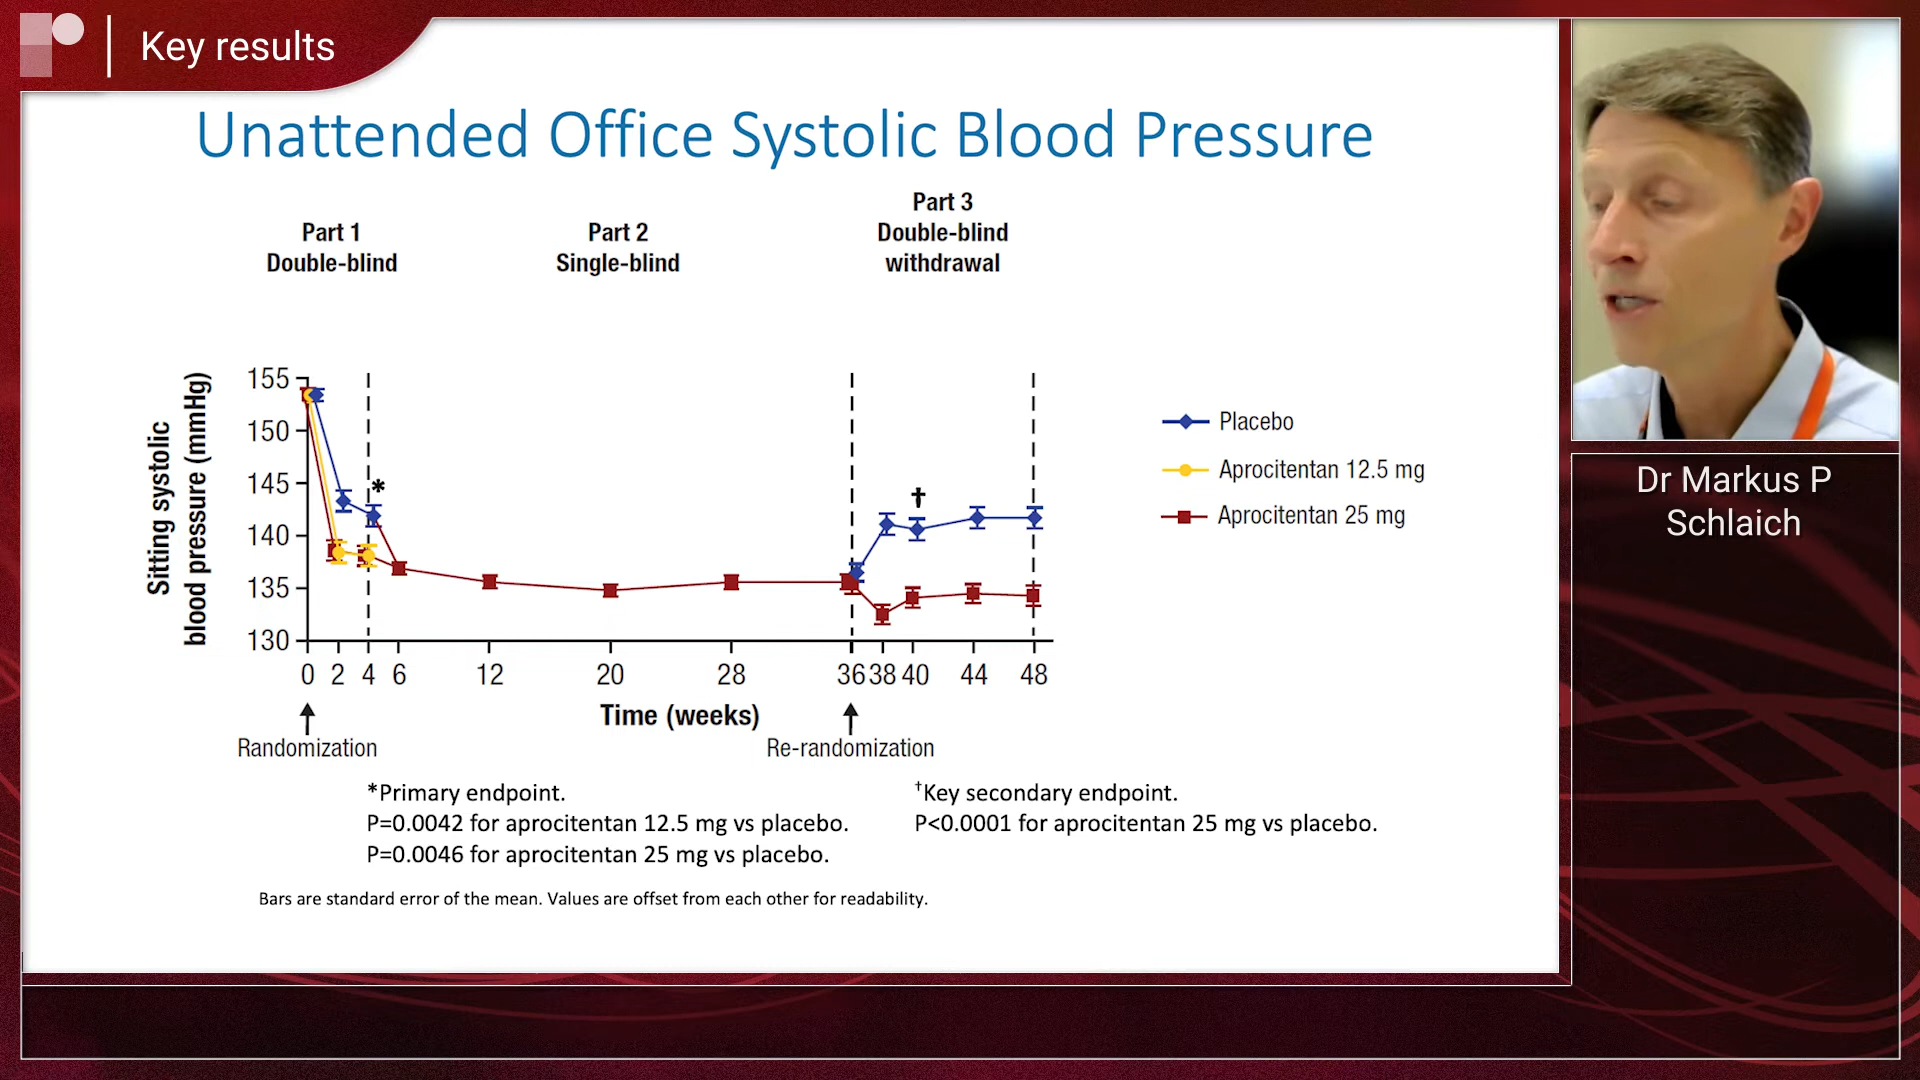 Key results
Unattended Office Systolic Blood Pressure
Part 1
Double-blind
Part 2
Single-blind
Part 3
Double-blind
withdrawal
Sitting systolic
blood pressure (mmHg)
155
150
145
140
135
130
*
†
0 2 4 6 12 20 28 36 38 40 44 48
Time (weeks)
Randomization
Re-randomization
Placebo
Aprocitentan 12.5 mg
Aprocitentan 25 mg
*Primary endpoint.
P=0.0042 for aprocitentan 12.5 mg vs placebo.
P=0.0046 for aprocitentan 25 mg vs placebo.
†Key secondary endpoint.
P<0.0001 for aprocitentan 25 mg vs placebo.
Bars are standard error of the mean. Values are offset from each other for readability.
Dr Markus P
Schlaich